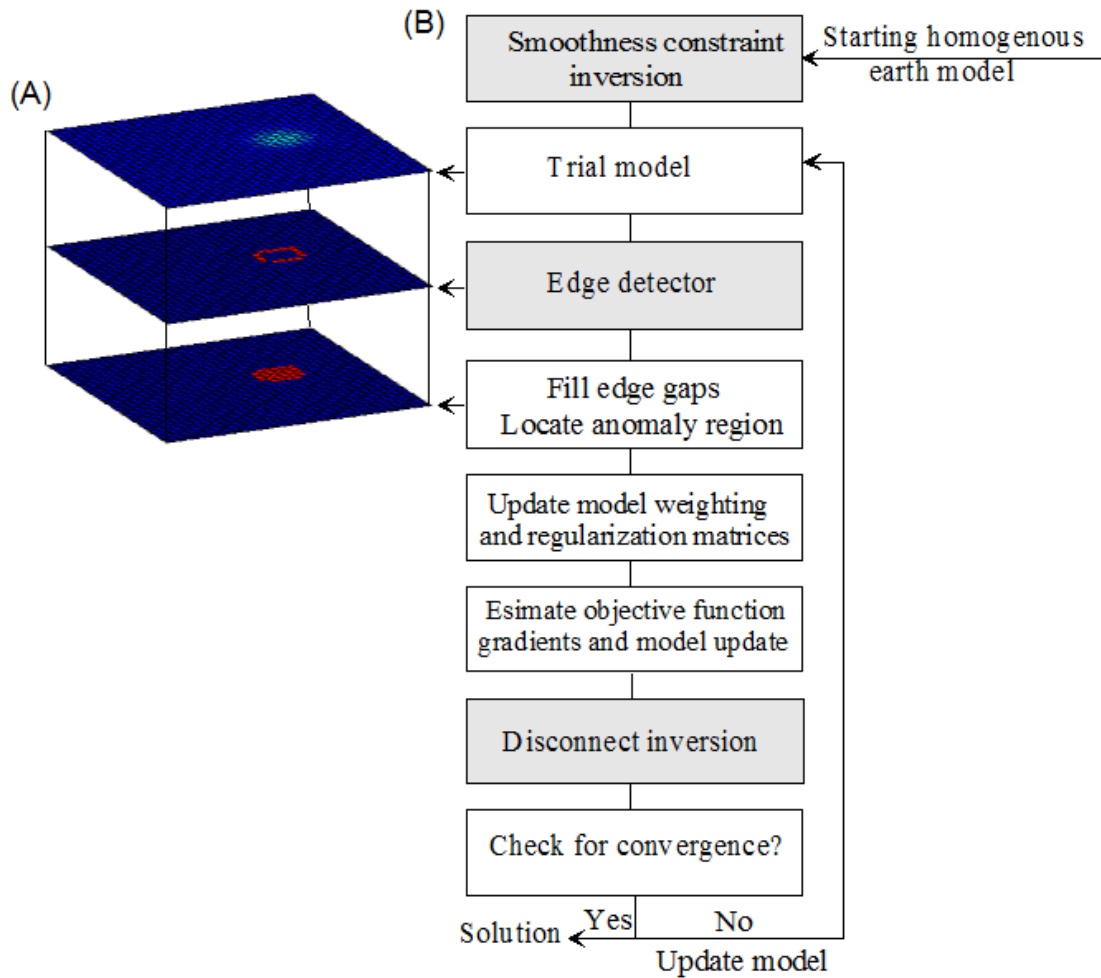 (B)
Smoothness constraint
inversion
Starting homogenous
earth model
(A)
Trial model
Edge detector
Fill edge gaps
Locate anomaly region
Update model weighting
and regularization matrices
Esimate objective function
gradients and model update
Disconnect inversion
Check for convergence?
Solution
Yes
No
Update model